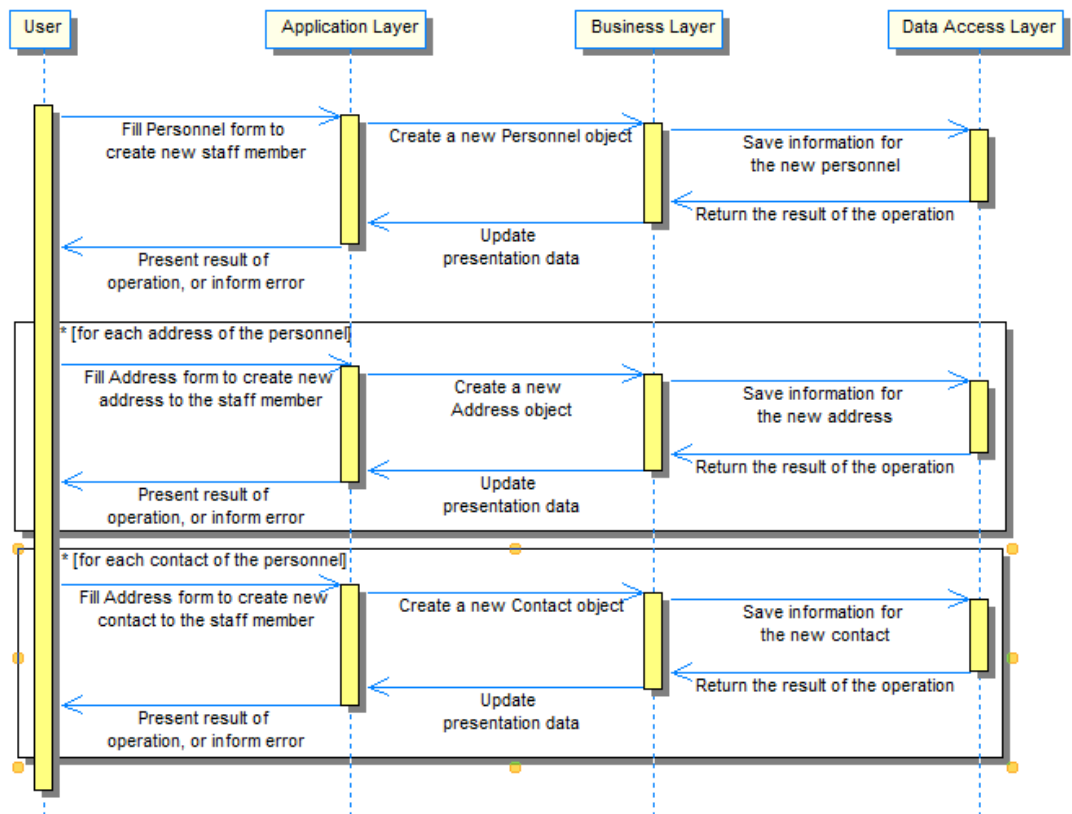 User
Application Layer
Business Layer
Data Access Layer
Fill Personnel form to
create new staff member
Create a new Personnel object
Save information for
the new personnel
Return the result of the operation
Update
presentation data
Present result of
operation, or inform error
* [for each address of the personnel]
Fill Address form to create new
address to the staff member
Create a new
Address object
Save information for
the new address
Return the result of the operation
Update
presentation data
Present result of
operation, or inform error
* [for each contact of the personnel]
Fill Address form to create new
contact to the staff member
Create a new Contact object
Save information for
the new contact
Return the result of the operation
Update
presentation data
Present result of
operation, or inform error